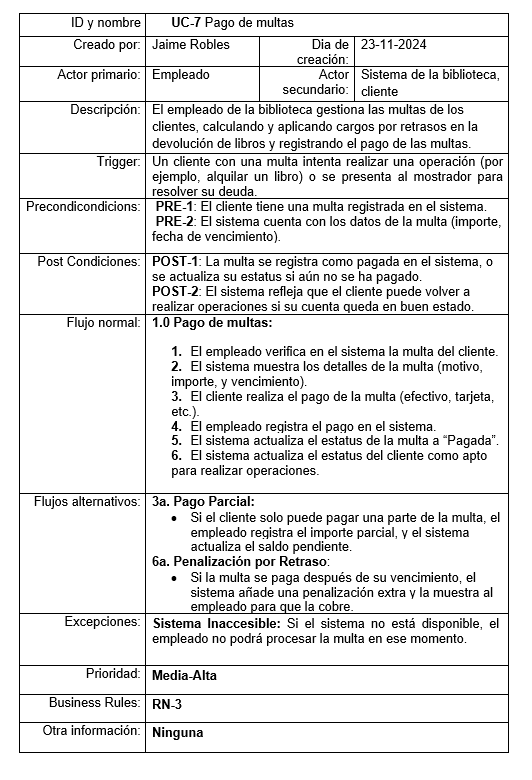 ID y nombre UC-7 Pago de multas
Creado por: Jaime Robles Dia de 23-11-2024
creación:
Actor primario: Empleado Actor Sistema de la biblioteca,
secundario: cliente
Descripción: El empleado de la biblioteca gestiona las multas de los
clientes, calculando y aplicando cargos por retrasos en la
devolución de libros y registrando el pago de las multas.
Trigger: Un cliente con una multa intenta realizar una operación (por
ejemplo, alquilar un libro) o se presenta al mostrador para
resolver su deuda.
Precondicondicions: PRE-1: El cliente tiene una multa registrada en el sistema.
PRE-2: El sistema cuenta con los datos de la multa (importe,
fecha de vencimiento).
Post Condiciones: POST-1: La multa se registra como pagada en el sistema, o
se actualiza su estatus si aún no se ha pagado.
POST-2: El sistema refleja que el cliente puede volver a
realizar operaciones si su cuenta queda en buen estado.
Flujo normal: 1.0 Pago de multas:
1. El empleado verifica en el sistema la multa del cliente.
2. El sistema muestra los detalles de la multa (motivo,
importe, y vencimiento).
3. El cliente realiza el pago de la multa (efectivo, tarjeta,
etc.).
4. El empleado registra el pago en el sistema.
5. El sistema actualiza el estatus de la multa a “Pagada”.
6. El sistema actualiza el estatus del cliente como apto
para realizar operaciones.
Flujos alternativos: 3a. Pago Parcial:
• Si el cliente solo puede pagar una parte de la multa, el
empleado registra el importe parcial, y el sistema
actualiza el saldo pendiente.
6a. Penalización por Retraso:
• Si la multa se paga después de su vencimiento, el
sistema añade una penalización extra y la muestra al
empleado para que la cobre.
Excepciones: Sistema Inaccesible: Si el sistema no está disponible, el
empleado no podrá procesar la multa en ese momento.
Prioridad: Media-Alta
Business Rules: RN-3
Otra información: Ninguna